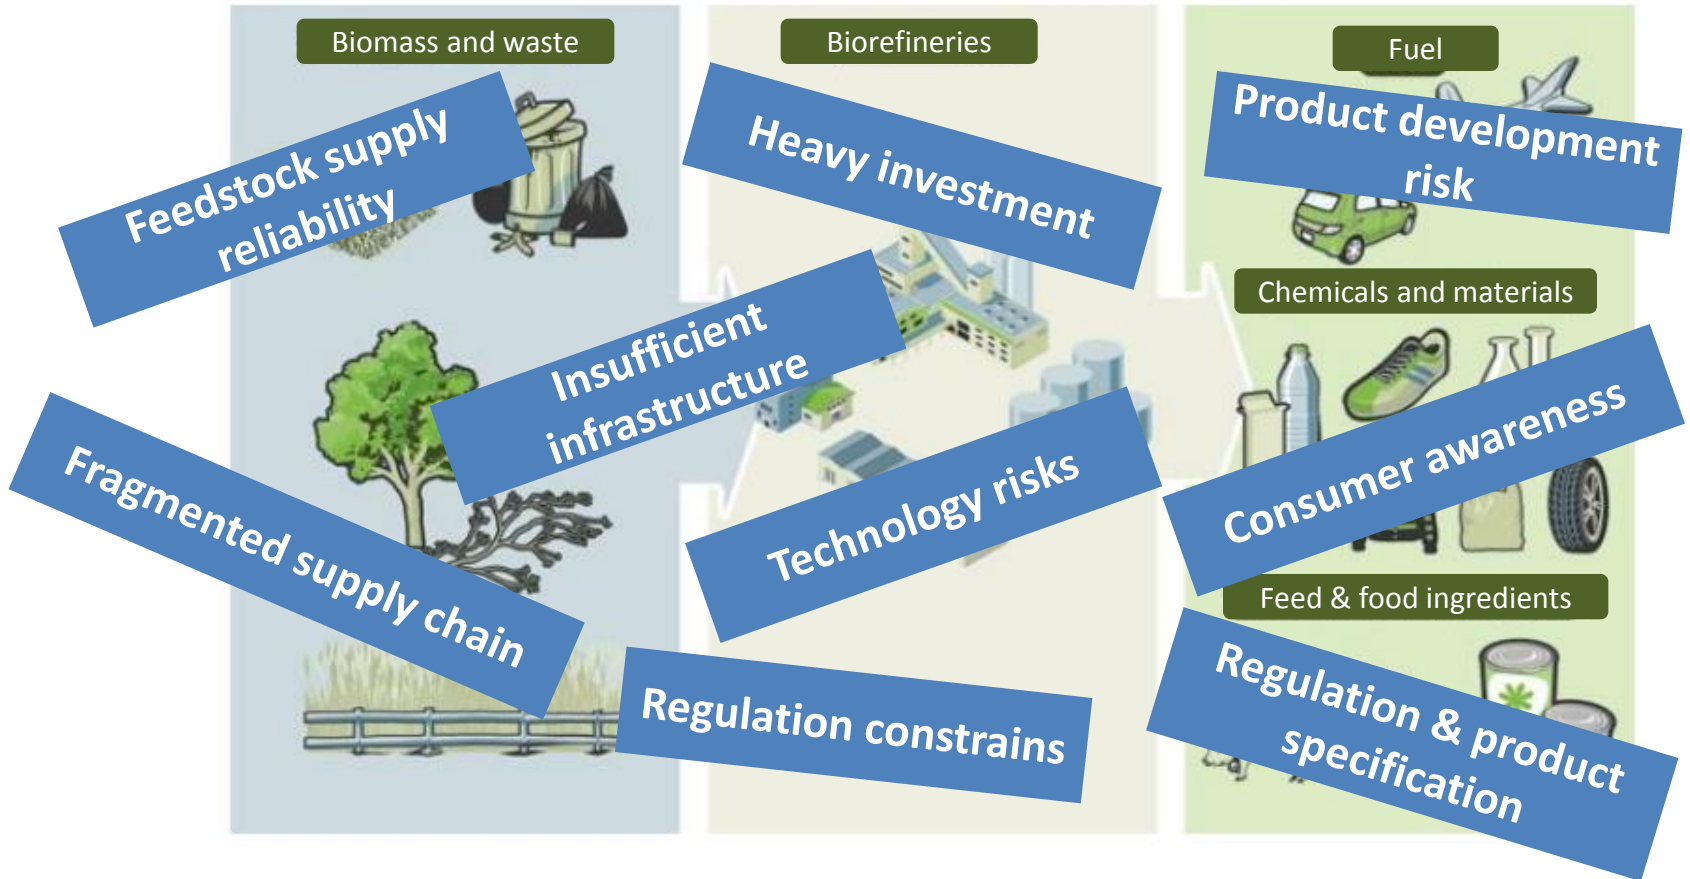 Biomass and waste
Feedstock supply
reliability
Fragmented supply chain
Biorefineries
Heavy investment
Insufficient
infrastructure
Technology risks
Regulation constrains
Fuel
Product development
risk
Chemicals and materials
Consumer awareness
Feed & food ingredients
Regulation & product
specification